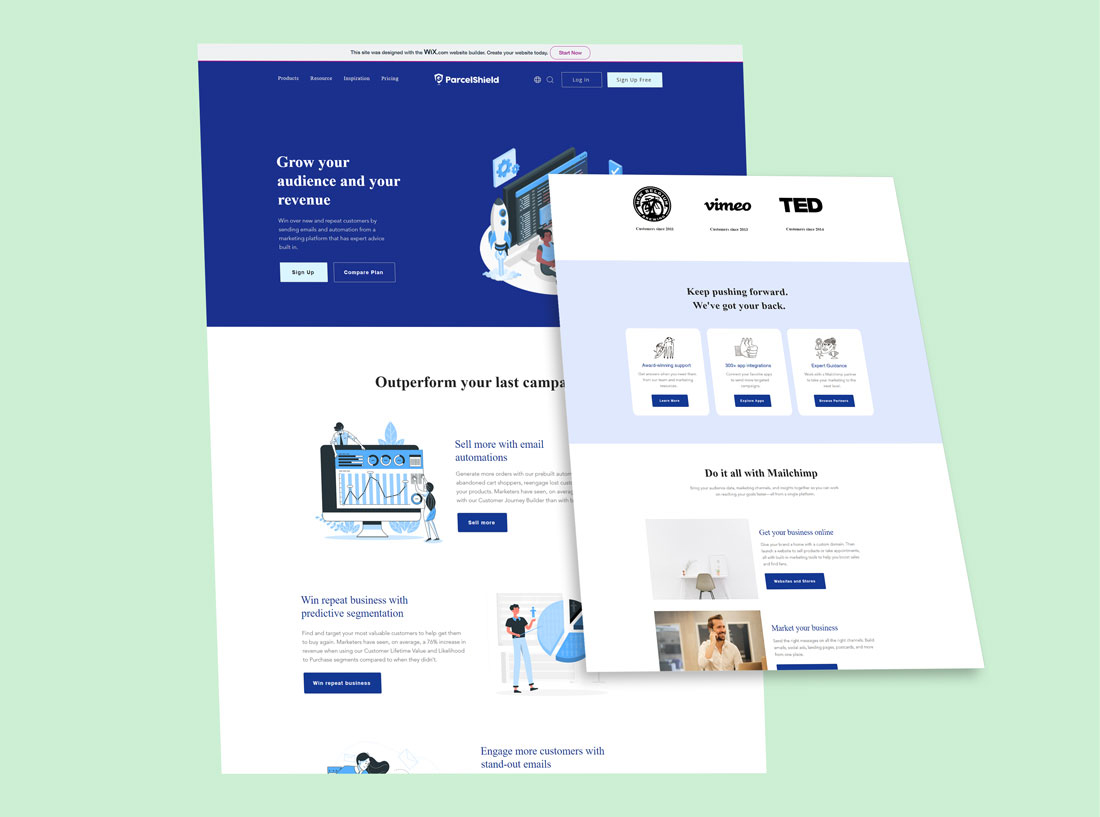 This site was designed with the WiX.com website builder. Create your website today. Start Now
Products Resource Inspiration Pricing ParcelShield Log in Sign Up Free
Grow your
audience and your
revenue
Win over new and repeat customers by
sending emails and automation from a
marketing platform that has expert advice
built in.
Sign Up Compare Plan
Outperform your last campa
Sell more with email
automations
Generate more orders with our prebuilt autom
abandoned cart shoppers, reengage lost custo
your products. Marketers have seen, on averag
with our Customer Journey Builder than with b
Sell more
Win repeat business with
predictive segmentation
Find and target your most valuable customers to help get them
to buy again. Marketers have seen, on average, a 76% increase in
revenue when using our Customer Lifetime Value and Likelihood
to Purchase segments compared to when they didn't.
Win repeat business
Engage more customers with
stand-out emails
NEW BELGIUM
vimeo
TED
Customers since 2011
Customers since 2013
Customers since 2014
Keep pushing forward.
We've got your back.
Award-winning support
Get answers when you need them
from our team and marketing
resources.
Learn More
300+ app integrations
Connect your favorite apps
to send more targeted
campaigns.
Explore Apps
Expert Guidance
Work with a Mailchimp partner
to take your marketing to the
next level.
Browse Partners
Do it all with Mailchimp
Bring your audience data, marketing channels, and insights together so you can work
on reaching your goals faster—all from a single platform.
Get your business online
Give your brand a home with a custom domain. Then
launch a website to sell products or take appointments,
all with built-in marketing tools to help you boost sales
and find fans.
Websites and Stores
Market your business
Send the right messages on all the right channels. Build
emails, social ads, landing pages, postcards, and more
from one place.